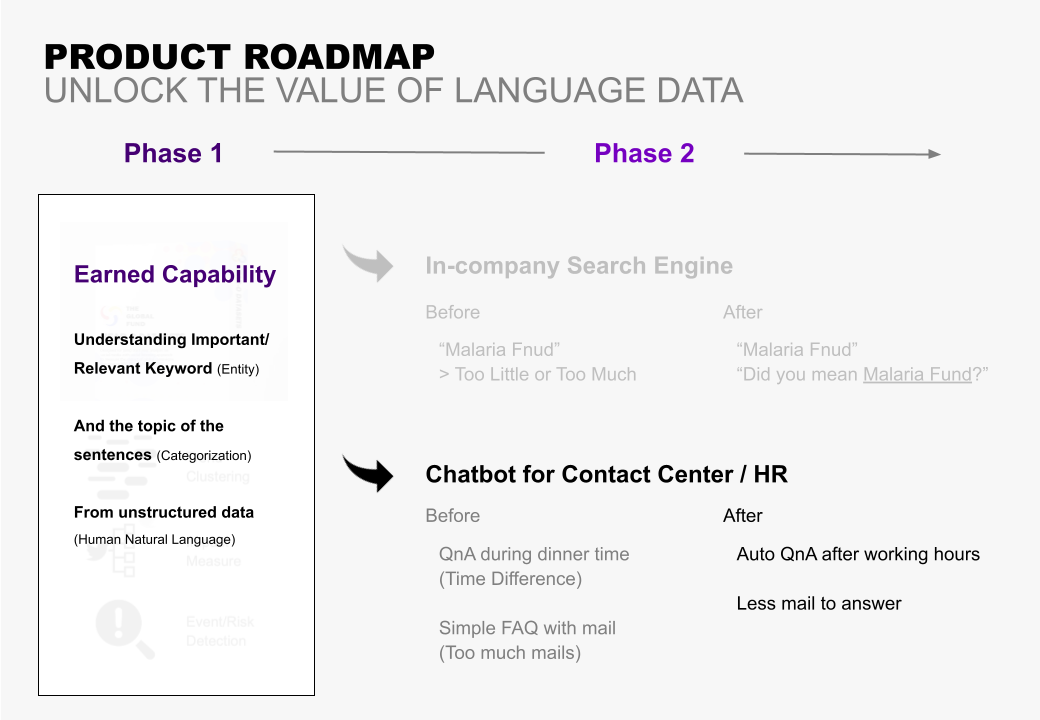 PRODUCT ROADMAP
UNLOCK THE VALUE OF LANGUAGE DATA
Phase 1
Phase 2
Earned Capability
Understanding Important/
Relevant Keyword (Entity)
And the topic of the
sentences (Categorization)
Clustering
From unstructured data
(Human Natural Language)
Measure
Event/Risk
Detection
In-company Search Engine
Before
“Malaria Fnud”
> Too Little or Too Much
After
“Malaria Fnud”
“Did you mean Malaria Fund?”
Chatbot for Contact Center / HR
Before
QnA during dinner time
(Time Difference)
Simple FAQ with mail
(Too much mails)
After
Auto QnA after working hours
Less mail to answer